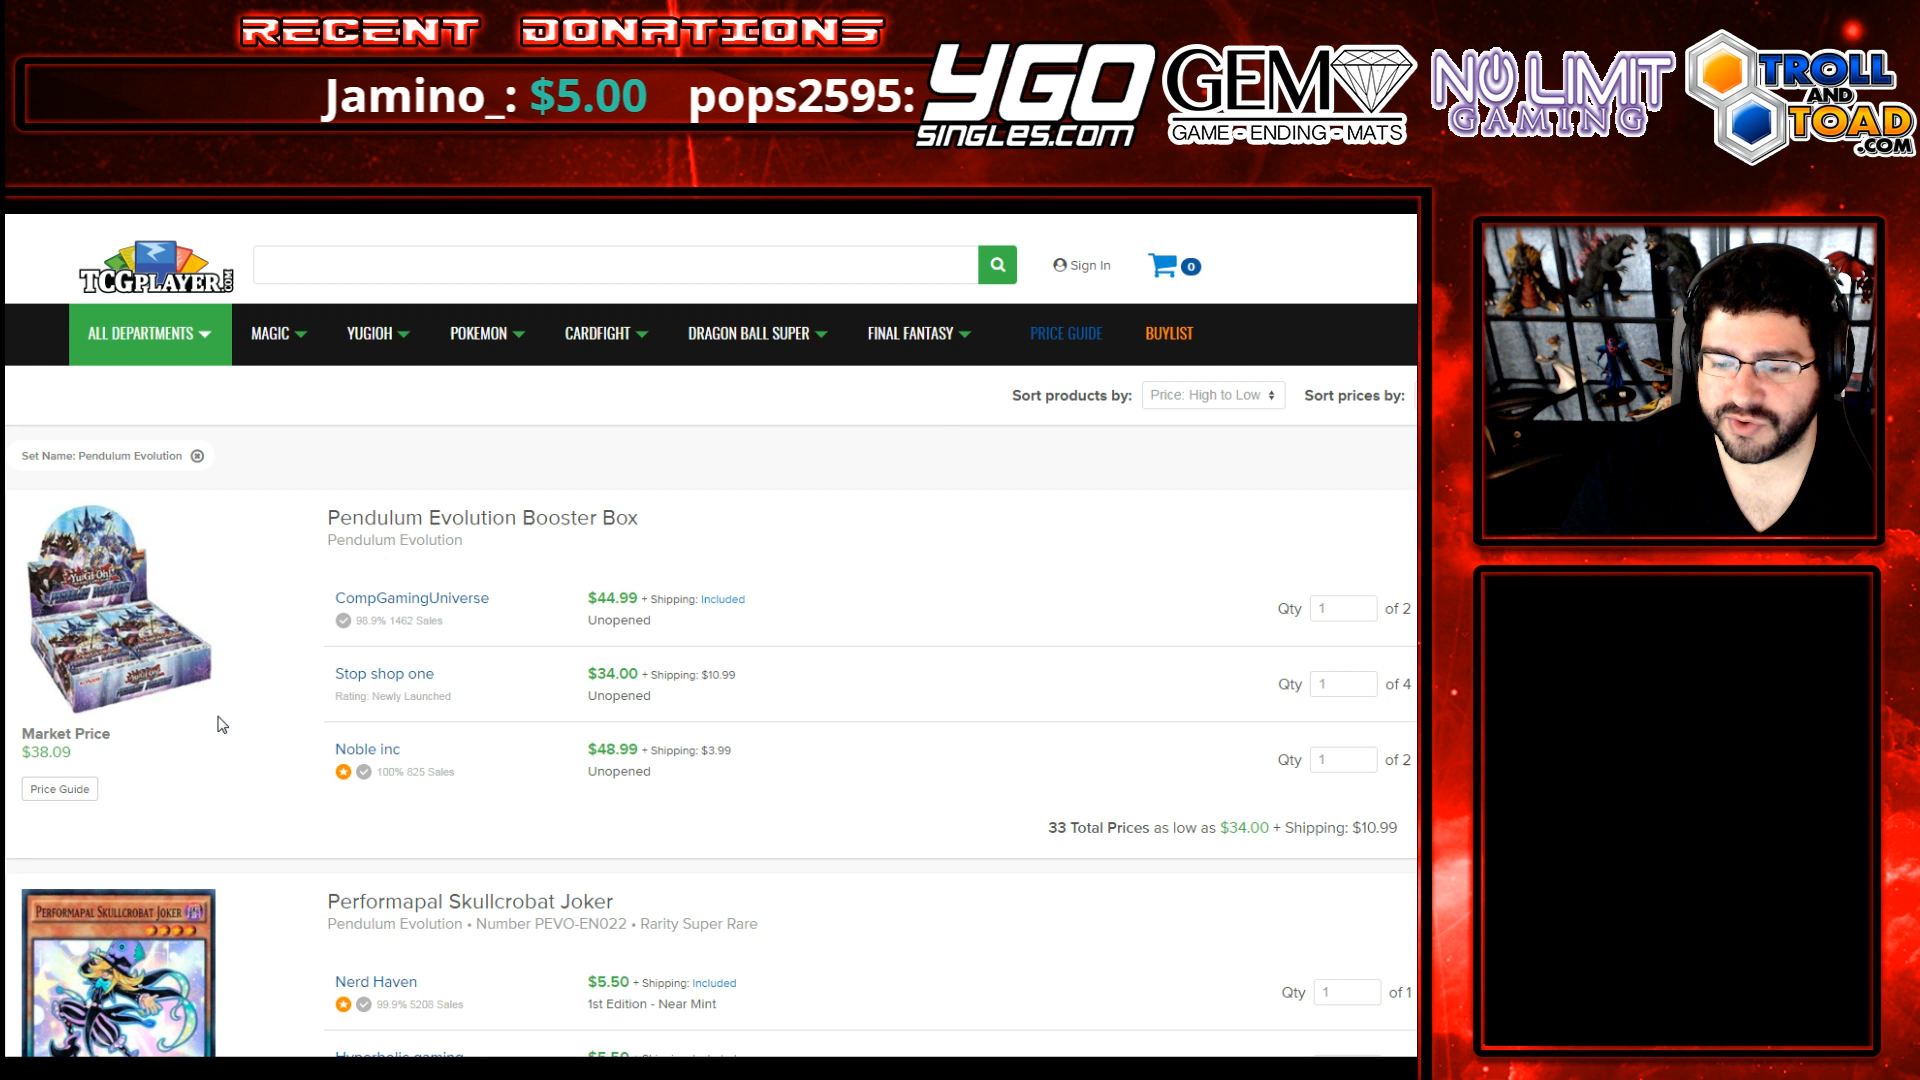 RECENT DONATIONS
Jamino_: $5.00 pops2595:
YGO
SINGLES.COM
GEM
GAME-ENDING-MATS
NO LIMIT
GAMING
TROLL
AND
TOAD
.COM
TCGPLAYER.COM
Sign In
0
ALL DEPARTMENTS MAGIC YUGIOH POKEMON CARDFIGHT DRAGON BALL SUPER FINAL FANTASY PRICE GUIDE BUYLIST
Sort products by: Price: High to Low Sort prices by:
Set Name: Pendulum Evolution
Pendulum Evolution Booster Box
Pendulum Evolution
CompGamingUniverse $44.99 + Shipping: Included
98.9% 1462 Sales Unopened
Qty 1 of 2
Stop shop one $34.00 + Shipping: $10.99
Rating: Newly Launched Unopened
Qty 1 of 4
Noble inc $48.99 + Shipping: $3.99
100% 825 Sales Unopened
Qty 1 of 2
Market Price
$38.09
Price Guide
33 Total Prices as low as $34.00 + Shipping: $10.99
PERFORMAPAL SKULLCROBAT JOKER
Performapal Skullcrobat Joker
Pendulum Evolution • Number PEVO-EN022 • Rarity Super Rare
Nerd Haven $5.50 + Shipping: Included
99.9% 5208 Sales 1st Edition - Near Mint
Qty 1 of 1